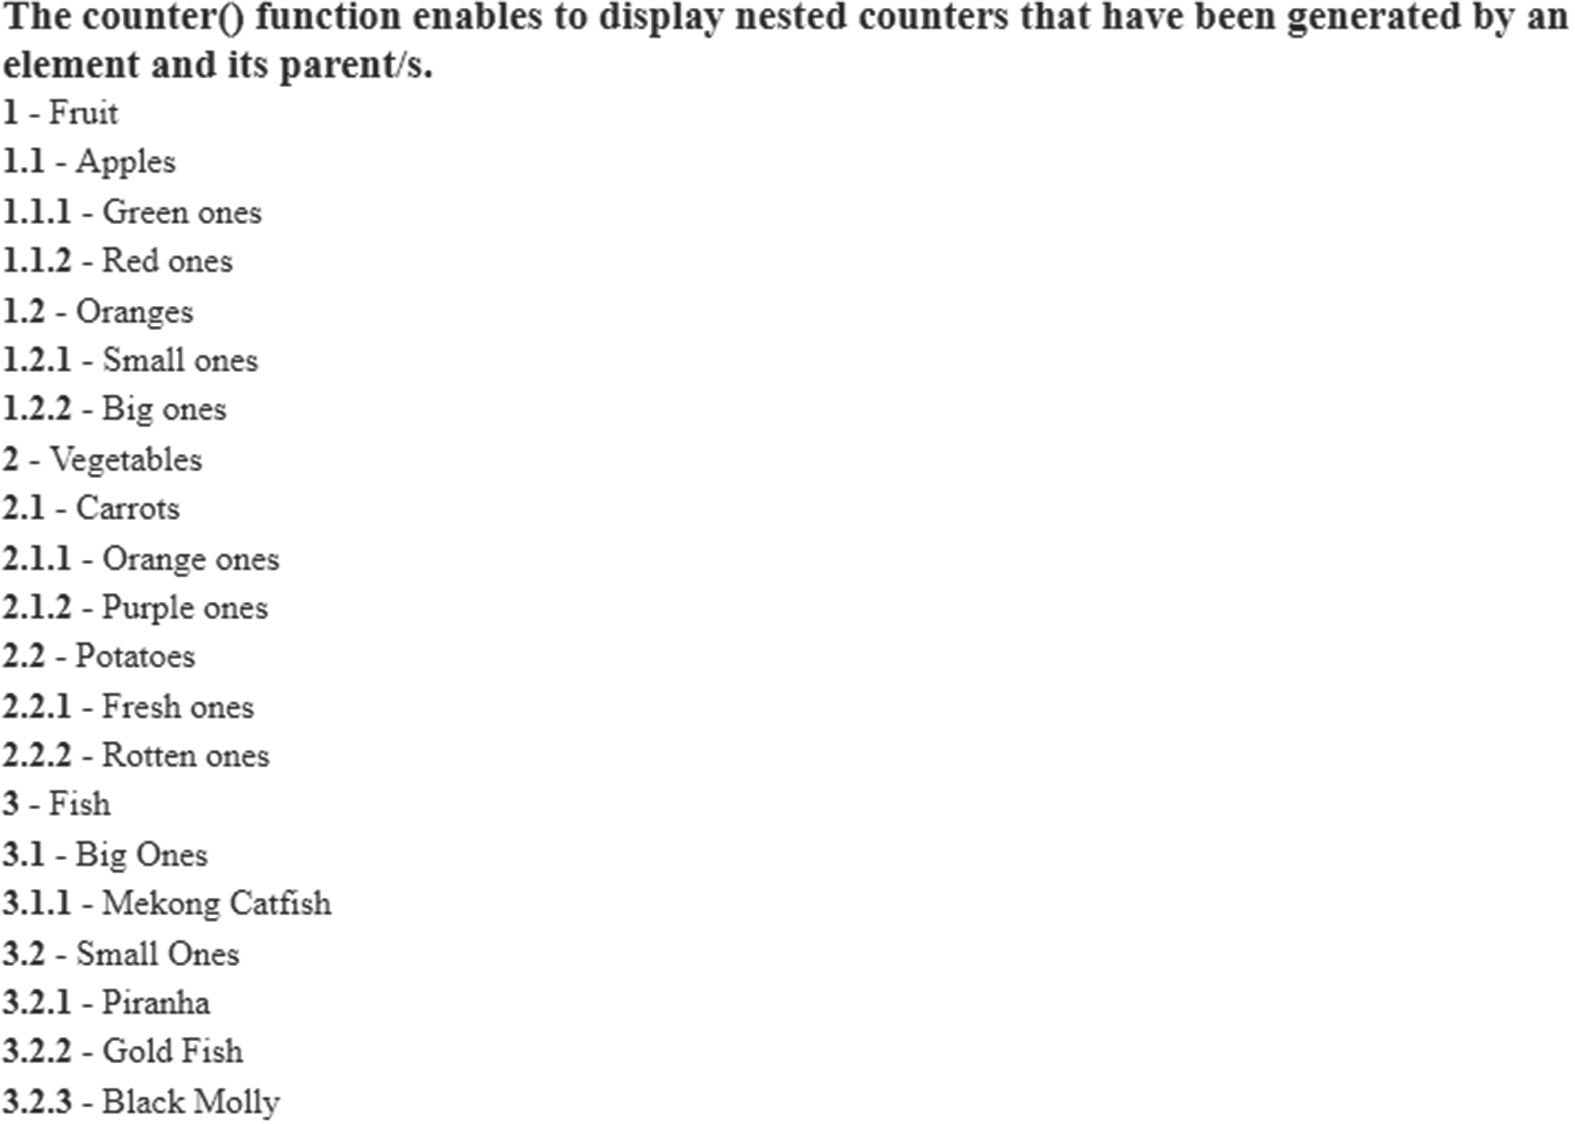 The counter() function enables to display nested counters that have been generated by an
element and its parent/s.
1 - Fruit
1.1 - Apples
1.1.1 - Green ones
1.1.2 - Red ones
1.2 - Oranges
1.2.1 - Small ones
1.2.2 - Big ones
2 - Vegetables
2.1 - Carrots
2.1.1 - Orange ones
2.1.2 - Purple ones
2.2 - Potatoes
2.2.1 - Fresh ones
2.2.2 - Rotten ones
3 - Fish
3.1 - Big Ones
3.1.1 - Mekong Catfish
3.2 - Small Ones
3.2.1 - Piranha
3.2.2 - Gold Fish
3.2.3 - Black Molly